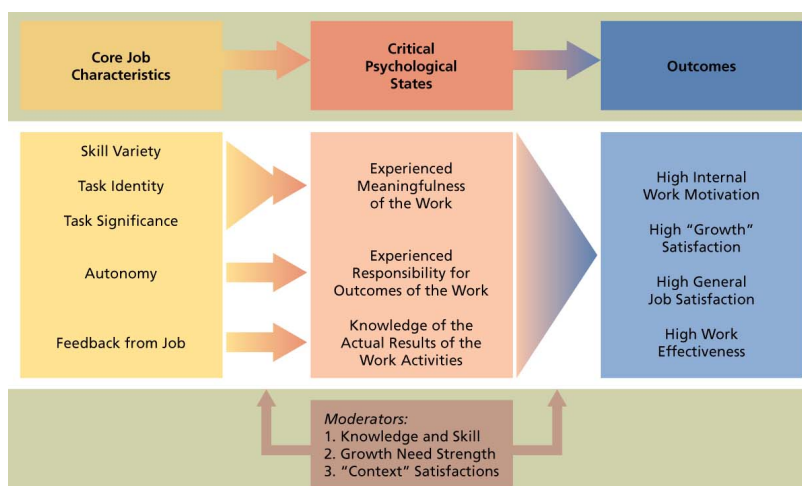 Core Job
Characteristics
Critical
Psychological
States
Outcomes
Skill Variety
Task Identity
Task Significance
Autonomy
Feedback from Job
Experienced
Meaningfulness
of the Work
Experienced
Responsibility for
Outcomes of the Work
Knowledge of the
Actual Results of the
Work Activities
High Internal
Work Motivation
High “Growth”
Satisfaction
High General
Job Satisfaction
High Work
Effectiveness
Moderators:
1. Knowledge and Skill
2. Growth Need Strength
3. “Context” Satisfactions